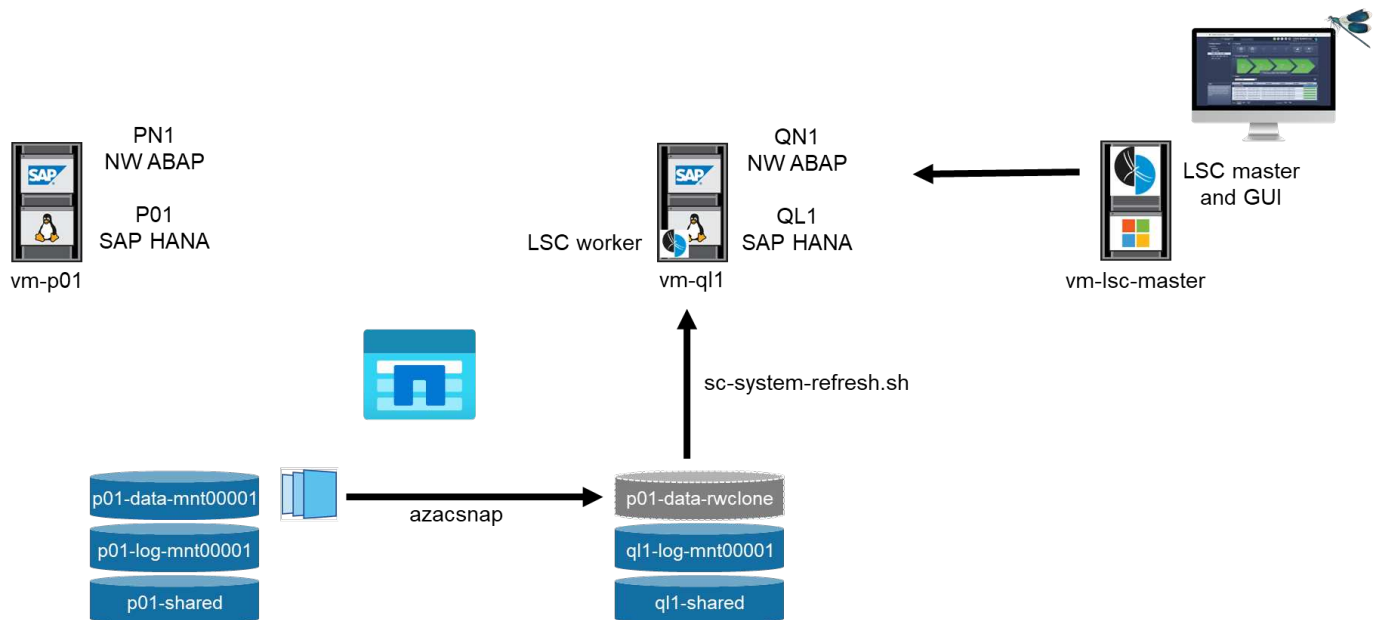 PN1
NW ABAP
SAP
P01
SAP HANA
vm-p01
QN1
NW ABAP
SAP
LSC worker
QL1
SAP HANA
vm-ql1
LSC master
and GUI
vm-lsc-master
sc-system-refresh.sh
p01-data-mnt00001
azacsnap
p01-data-rwclone
p01-log-mnt00001
ql1-log-mnt00001
p01-shared
ql1-shared